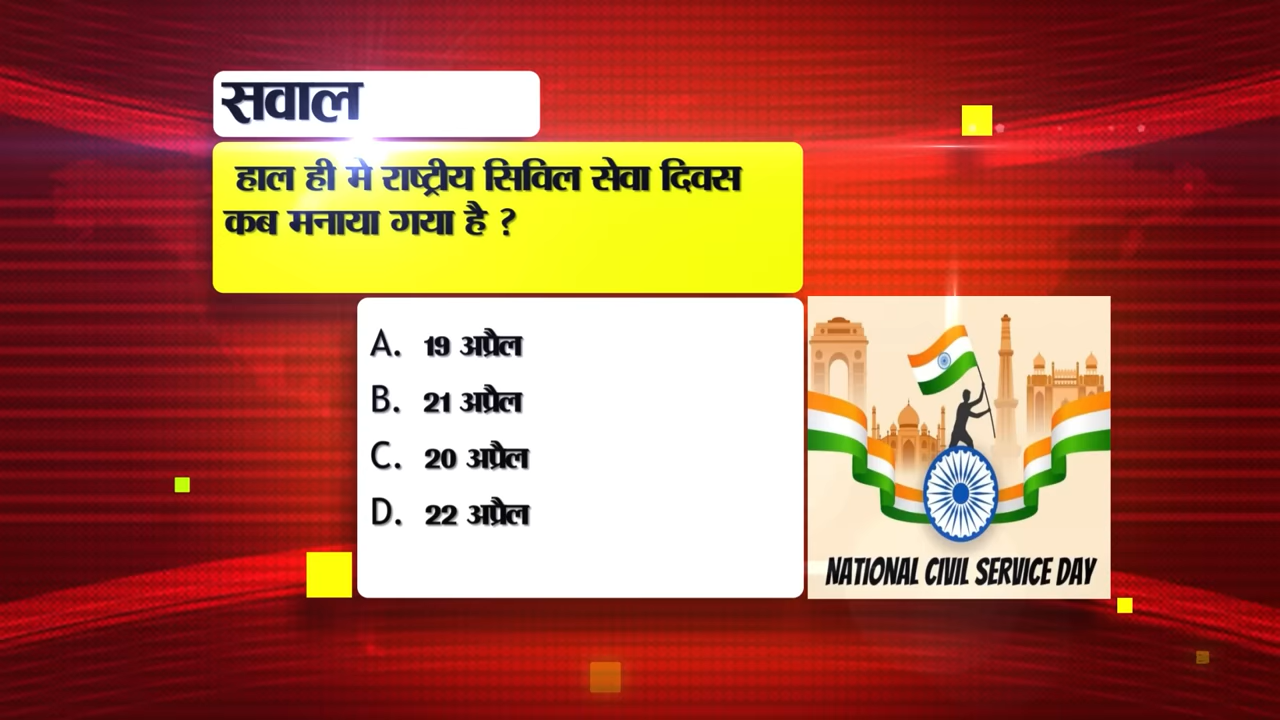 सवाल
हाल ही मे राष्ट्रीय सिविल सेवा दिवस
कब मनाया गया है ?
A. 19 अप्रैल
B. 21 अप्रैल
C. 20 अप्रैल
D. 22 अप्रैल
NATIONAL CIVIL SERVICE DAY